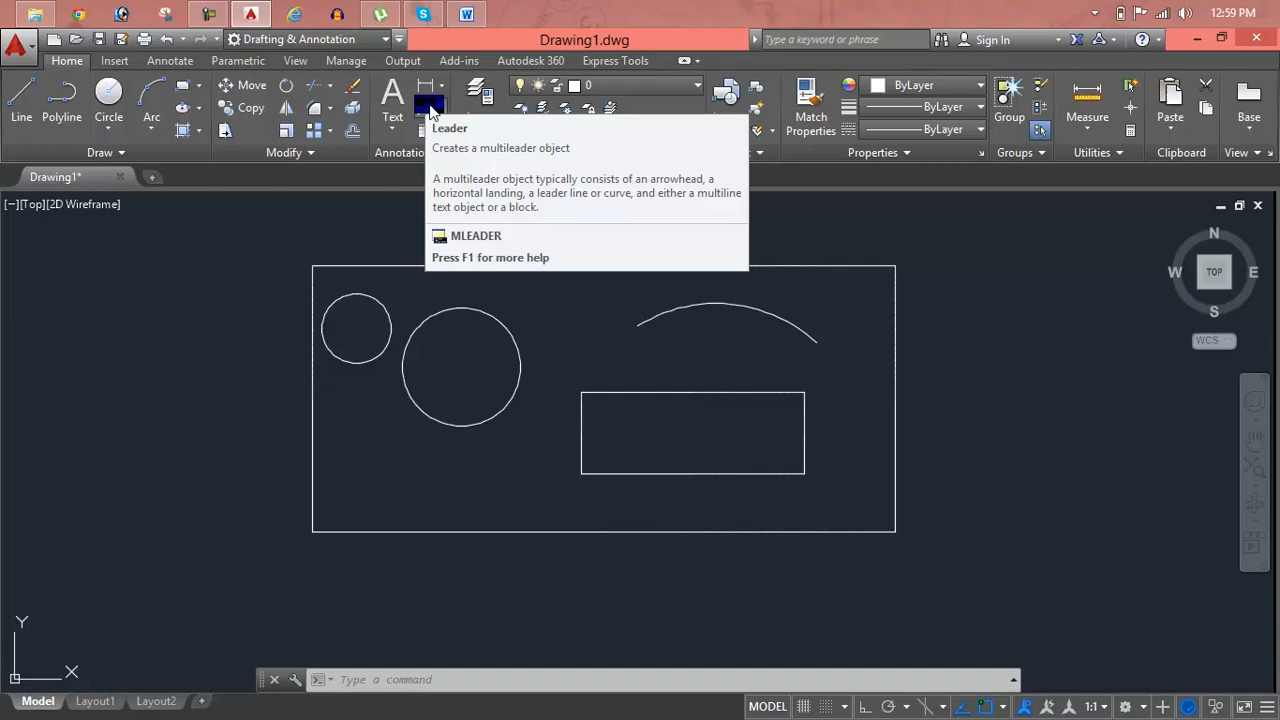 12:59 PM
Drafting & Annotation
Drawing1.dwg
Type a keyword or phrase
Sign In
Home Insert Annotate Parametric View Manage Output Add-ins Autodesk 360 Express Tools
Move
0
ByLayer
Copy
ByLayer
Line Polyline Circle Arc Text Match Properties Group Measure Paste Base
ByLayer
Draw Modify Annotation Properties Groups Utilities Clipboard View
Leader
Creates a multileader object
A multileader object typically consists of an arrowhead, a
horizontal landing, a leader line or curve, and either a multiline
text object or a block.
MLEADER
Press F1 for more help
Drawing1*
[−][Top][2D Wireframe]
N
W TOP E
S
WCS
Y
X
Type a command
Model Layout1 Layout2
MODEL 1:1